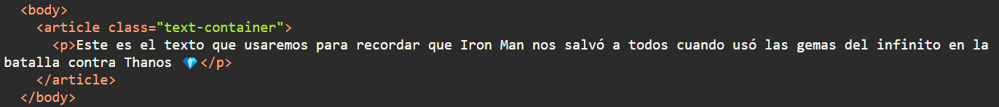 <body>
<article class="text-container">
<p>Este es el texto que usaremos para recordar que Iron Man nos salvó a todos cuando usó las gemas del infinito en la
batalla contra Thanos 💎</p>
</article>
</body>